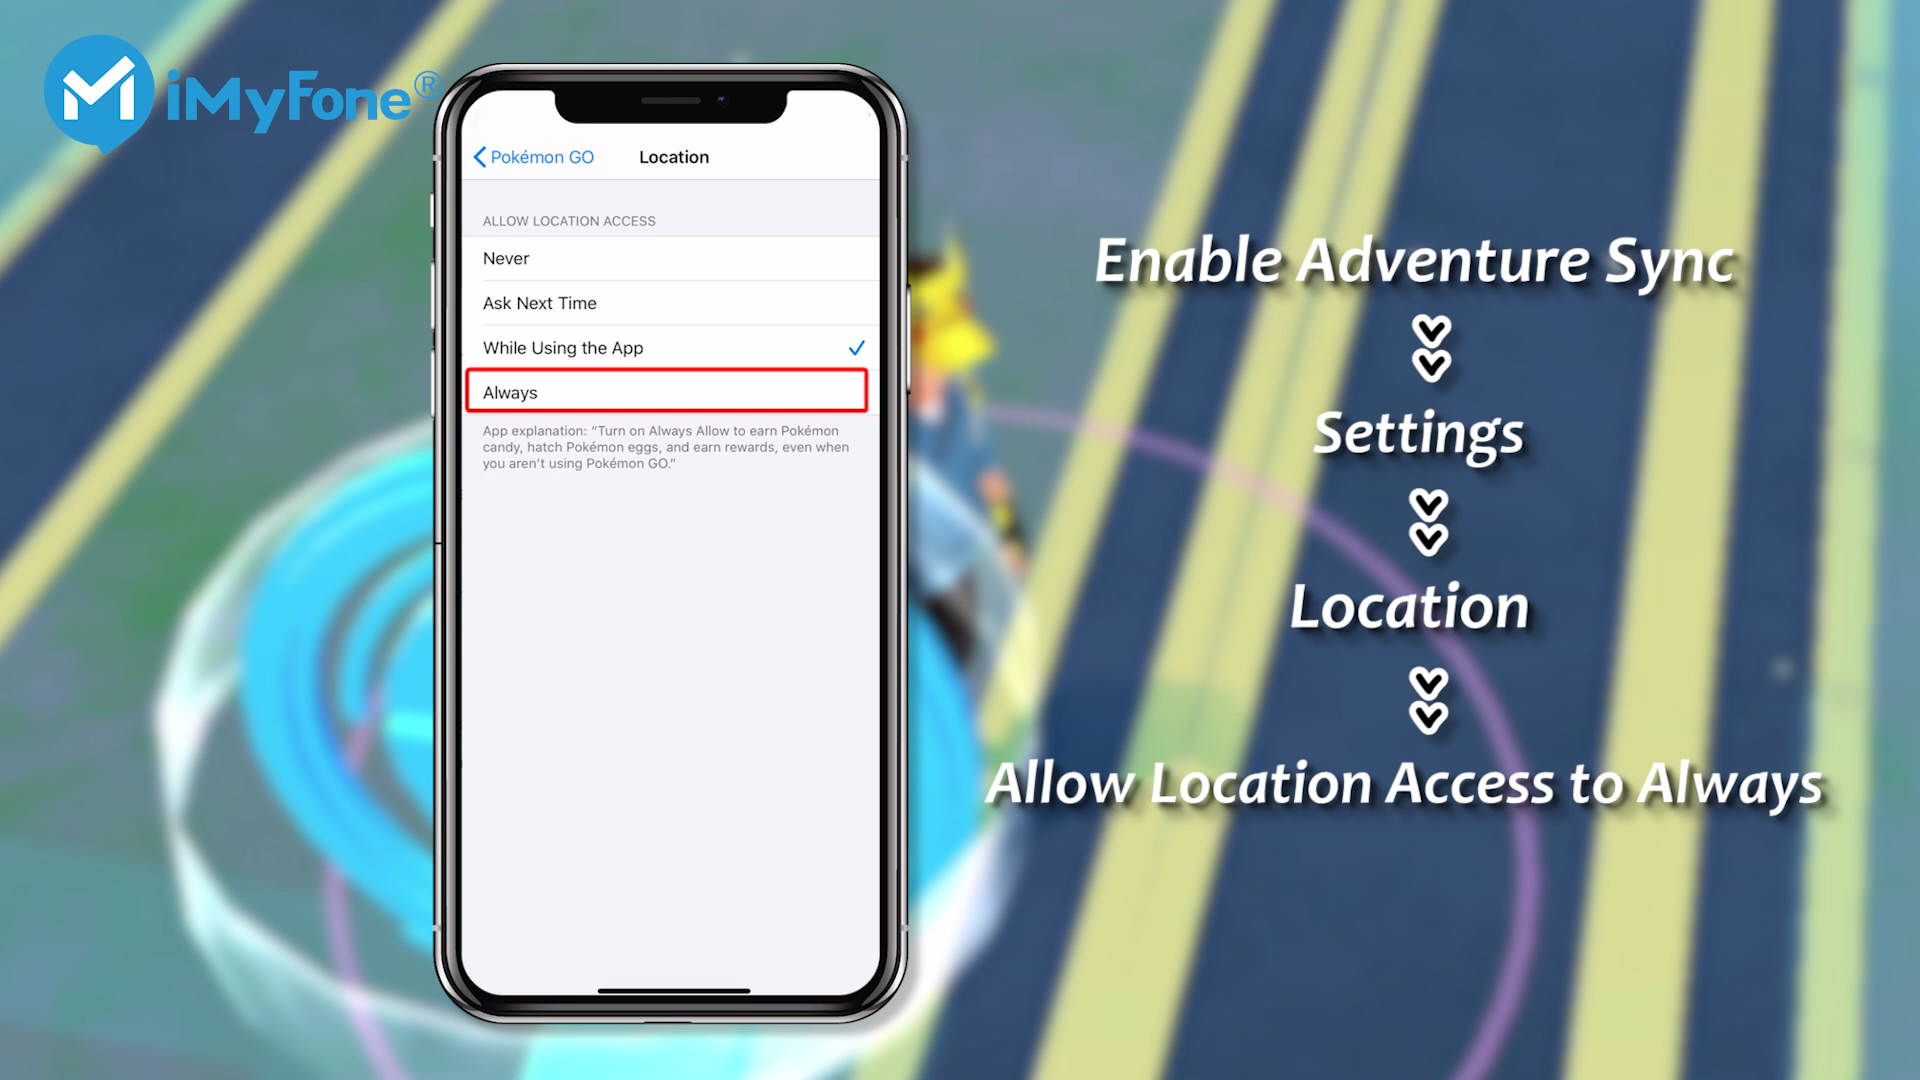 iMyFone®
Pokémon GO
Location
ALLOW LOCATION ACCESS
Never
Ask Next Time
While Using the App
Always
App explanation: “Turn on Always Allow to earn Pokémon
candy, hatch Pokémon eggs, and earn rewards, even when
you aren’t using Pokémon GO.”
Enable Adventure Sync
Settings
Location
Allow Location Access to Always